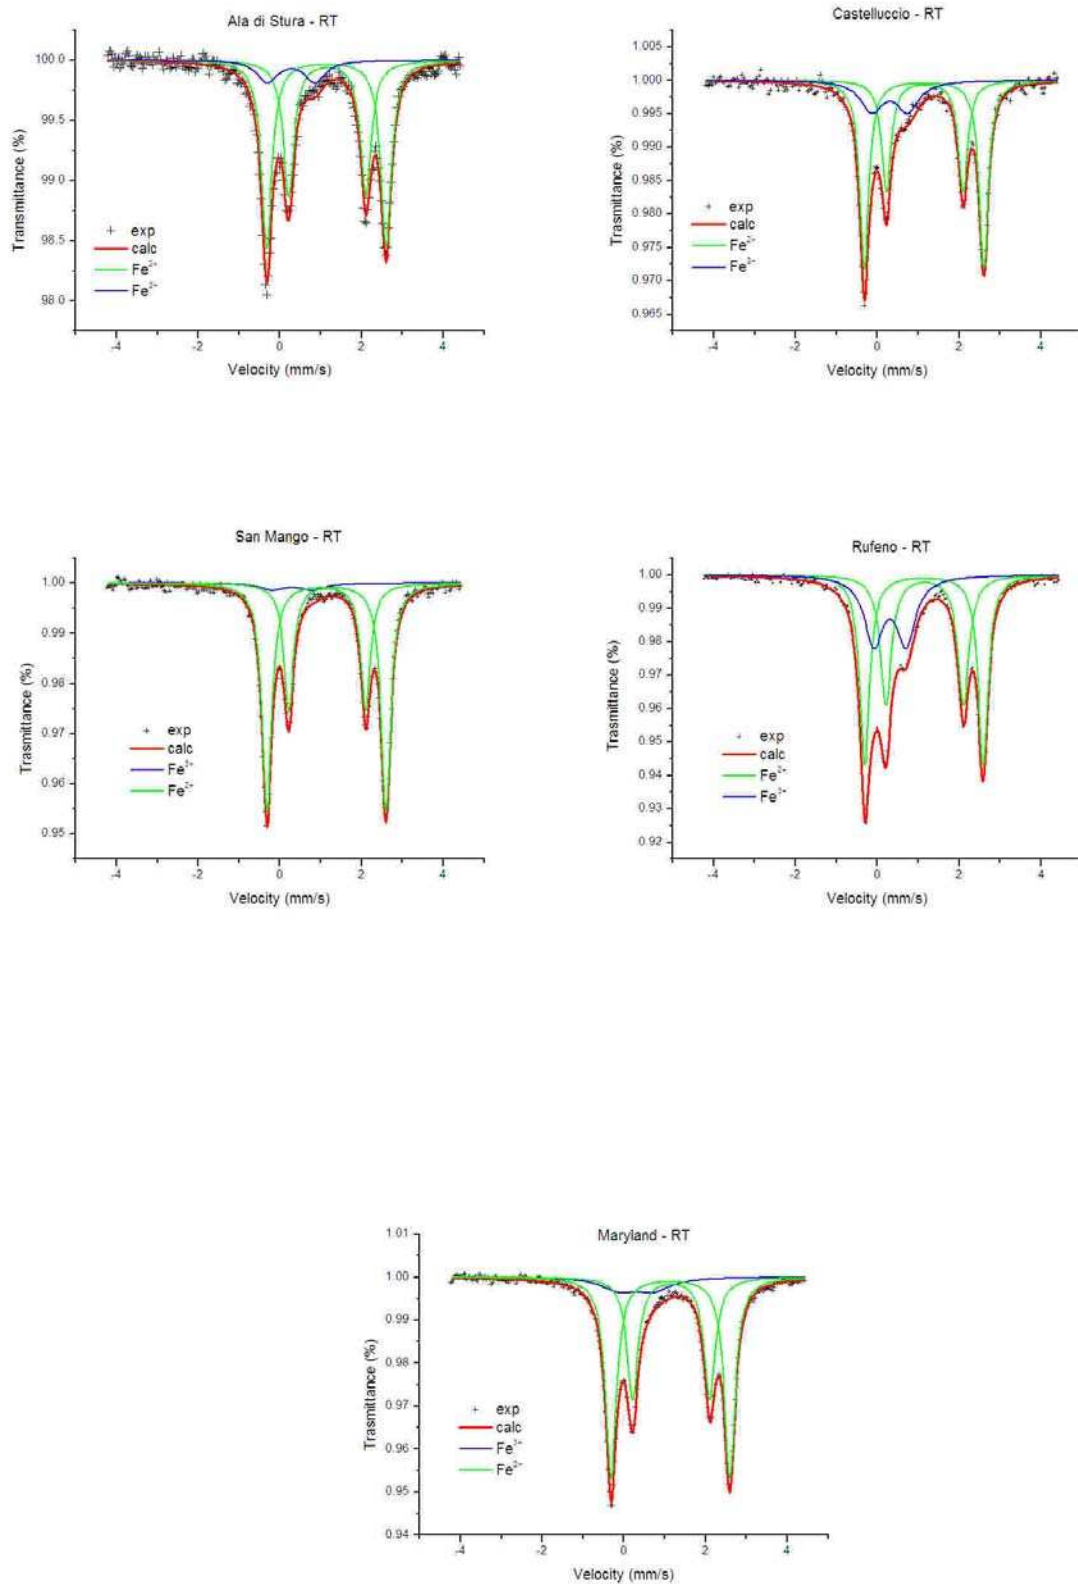 Ala di Stura - RT
100.0
99.5
99.0
98.5
98.0
Transmittance (%)
exp
calc
Fe²⁺
Fe²⁺
-4
-2
0
2
4
Velocity (mm/s)
Castelluccio - RT
1.005
1.000
0.995
0.990
0.985
0.980
0.975
0.970
0.965
Trasmittance (%)
exp
calc
Fe²⁺
Fe³⁺
-4
-2
0
2
4
Velocity (mm/s)
San Mango - RT
1.00
0.99
0.98
0.97
0.96
0.95
Trasmittance (%)
exp
calc
Fe³⁺
Fe²⁺
-4
-2
0
2
4
Velocity (mm/s)
Rufeno - RT
1.00
0.99
0.98
0.97
0.96
0.95
0.94
0.93
0.92
Trasmittance (%)
exp
calc
Fe²⁺
Fe³⁺
-4
-2
0
2
4
Velocity (mm/s)
Maryland - RT
1.01
1.00
0.99
0.98
0.97
0.96
0.95
0.94
Trasmittance (%)
exp
calc
Fe³⁺
Fe²⁺
-4
-2
0
2
4
Velocity (mm/s)